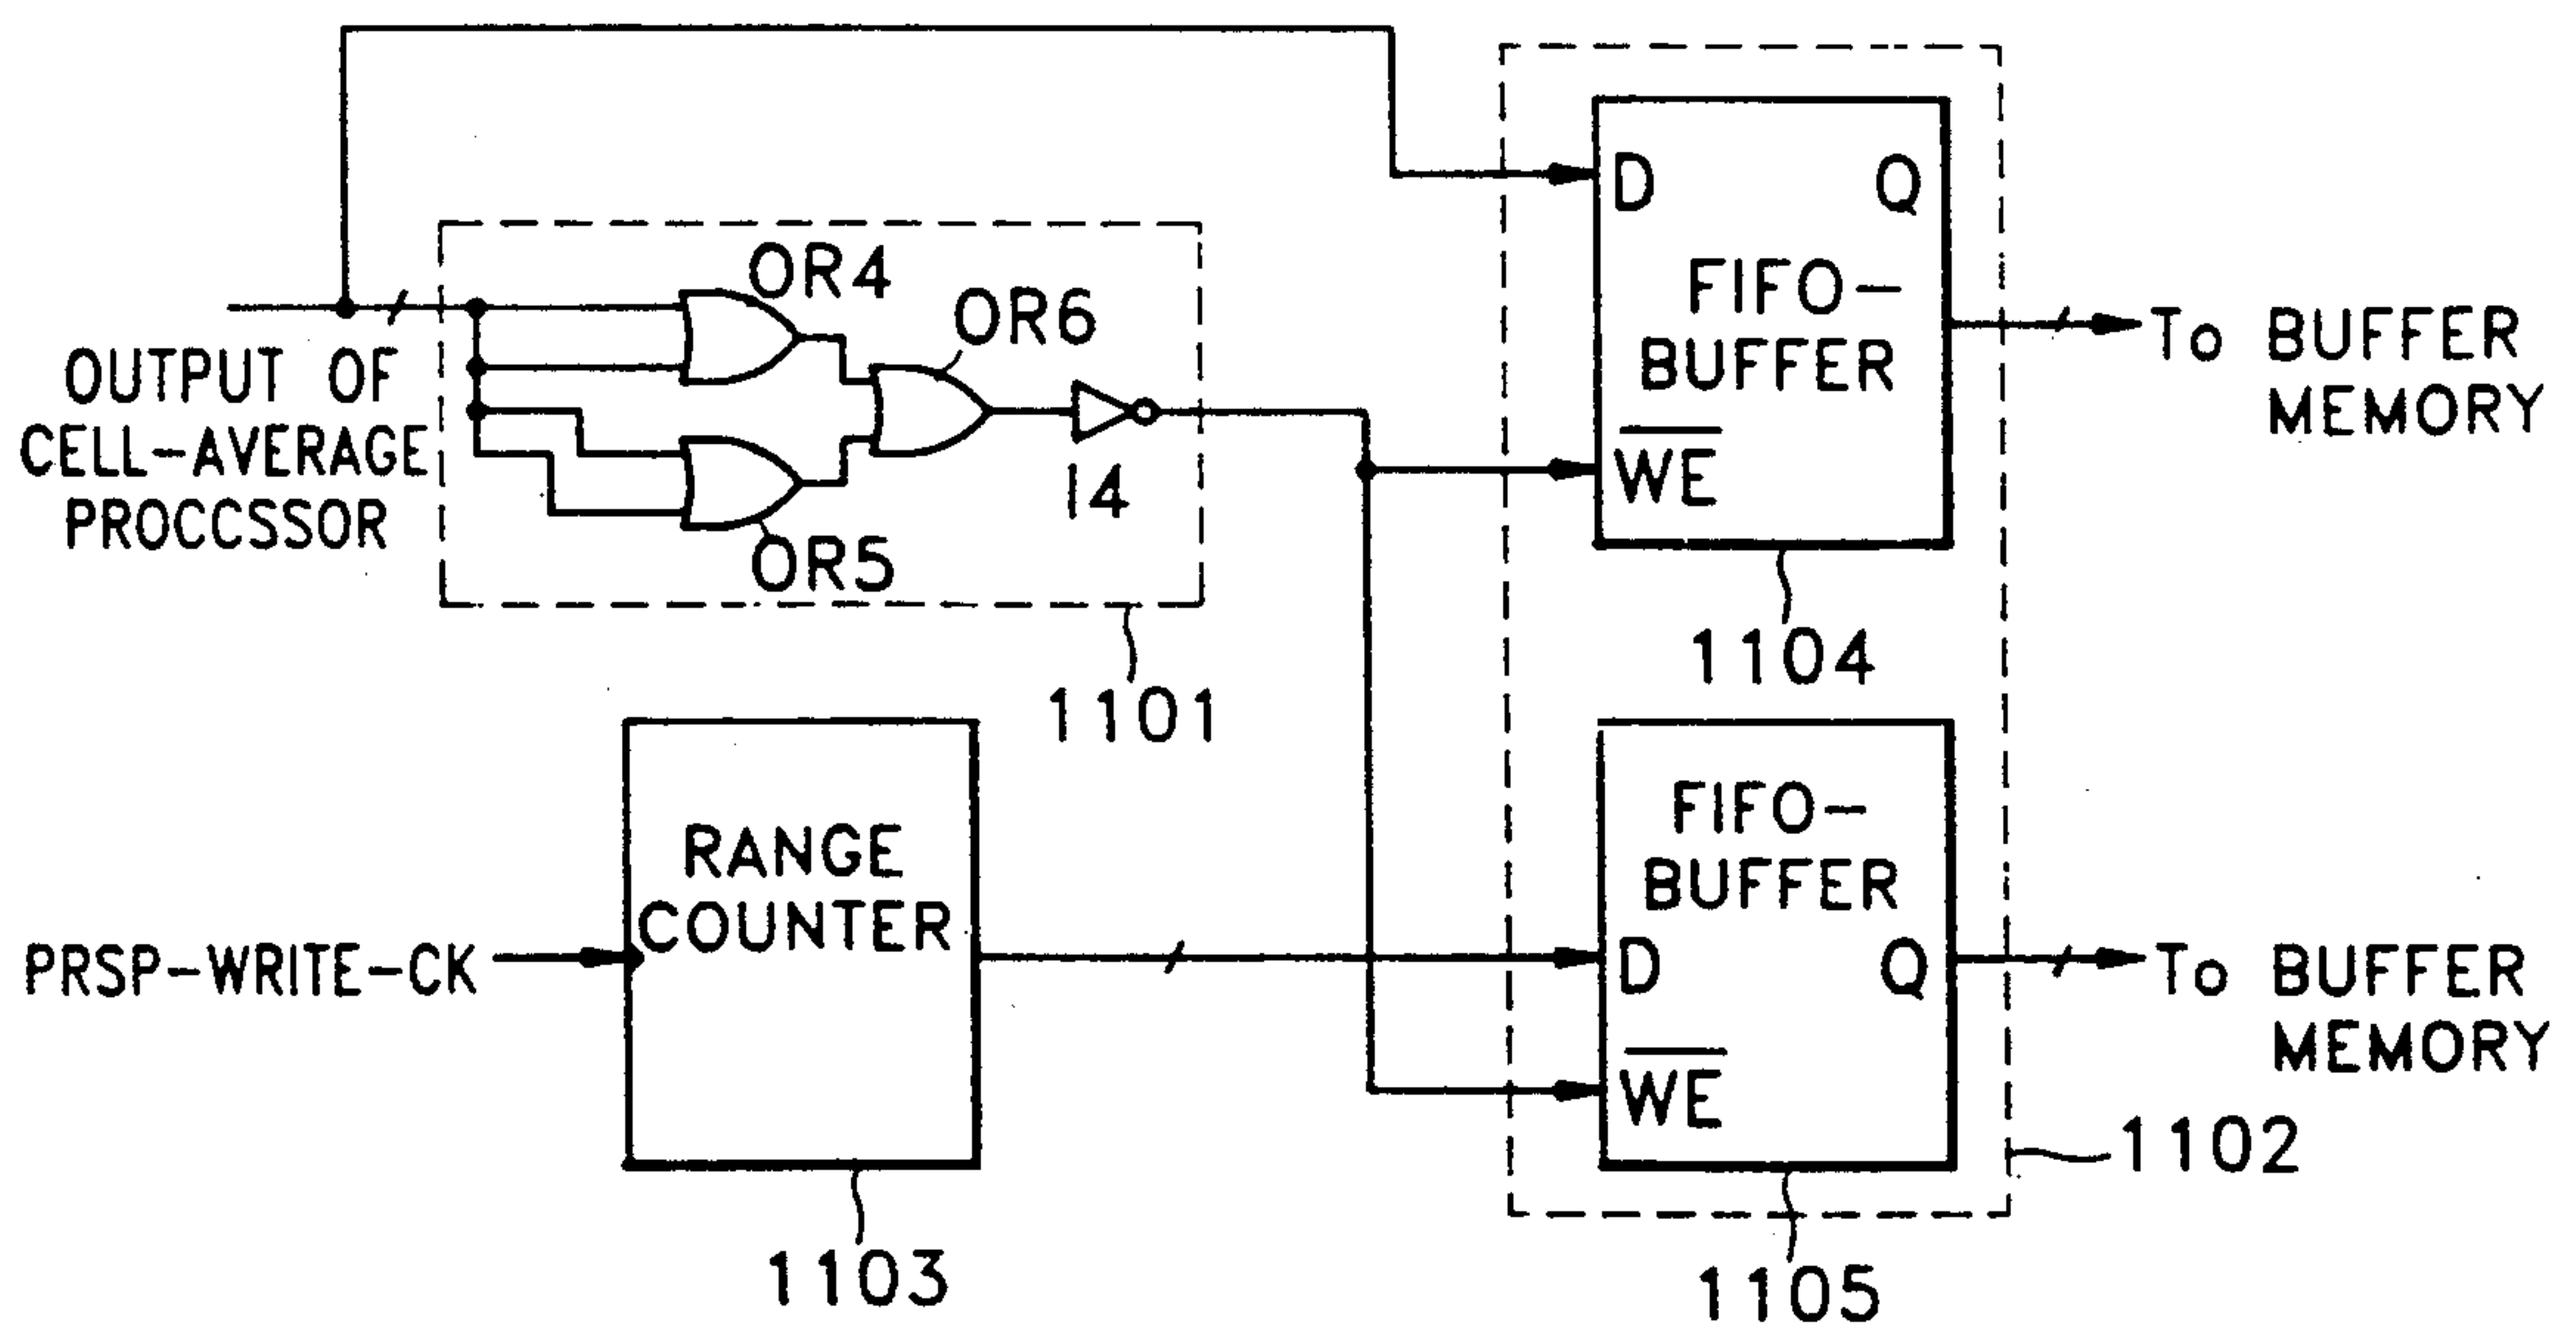 OUTPUT OF
CELL-AVERAGE
PROCCSSOR
OR4
OR6
OR5
I4
1101
D
Q
FIFO-
BUFFER
WE
1104
To BUFFER
MEMORY
PRSP-WRITE-CK
RANGE
COUNTER
1103
FIFO-
BUFFER
D
Q
WE
1105
To BUFFER
MEMORY
1102